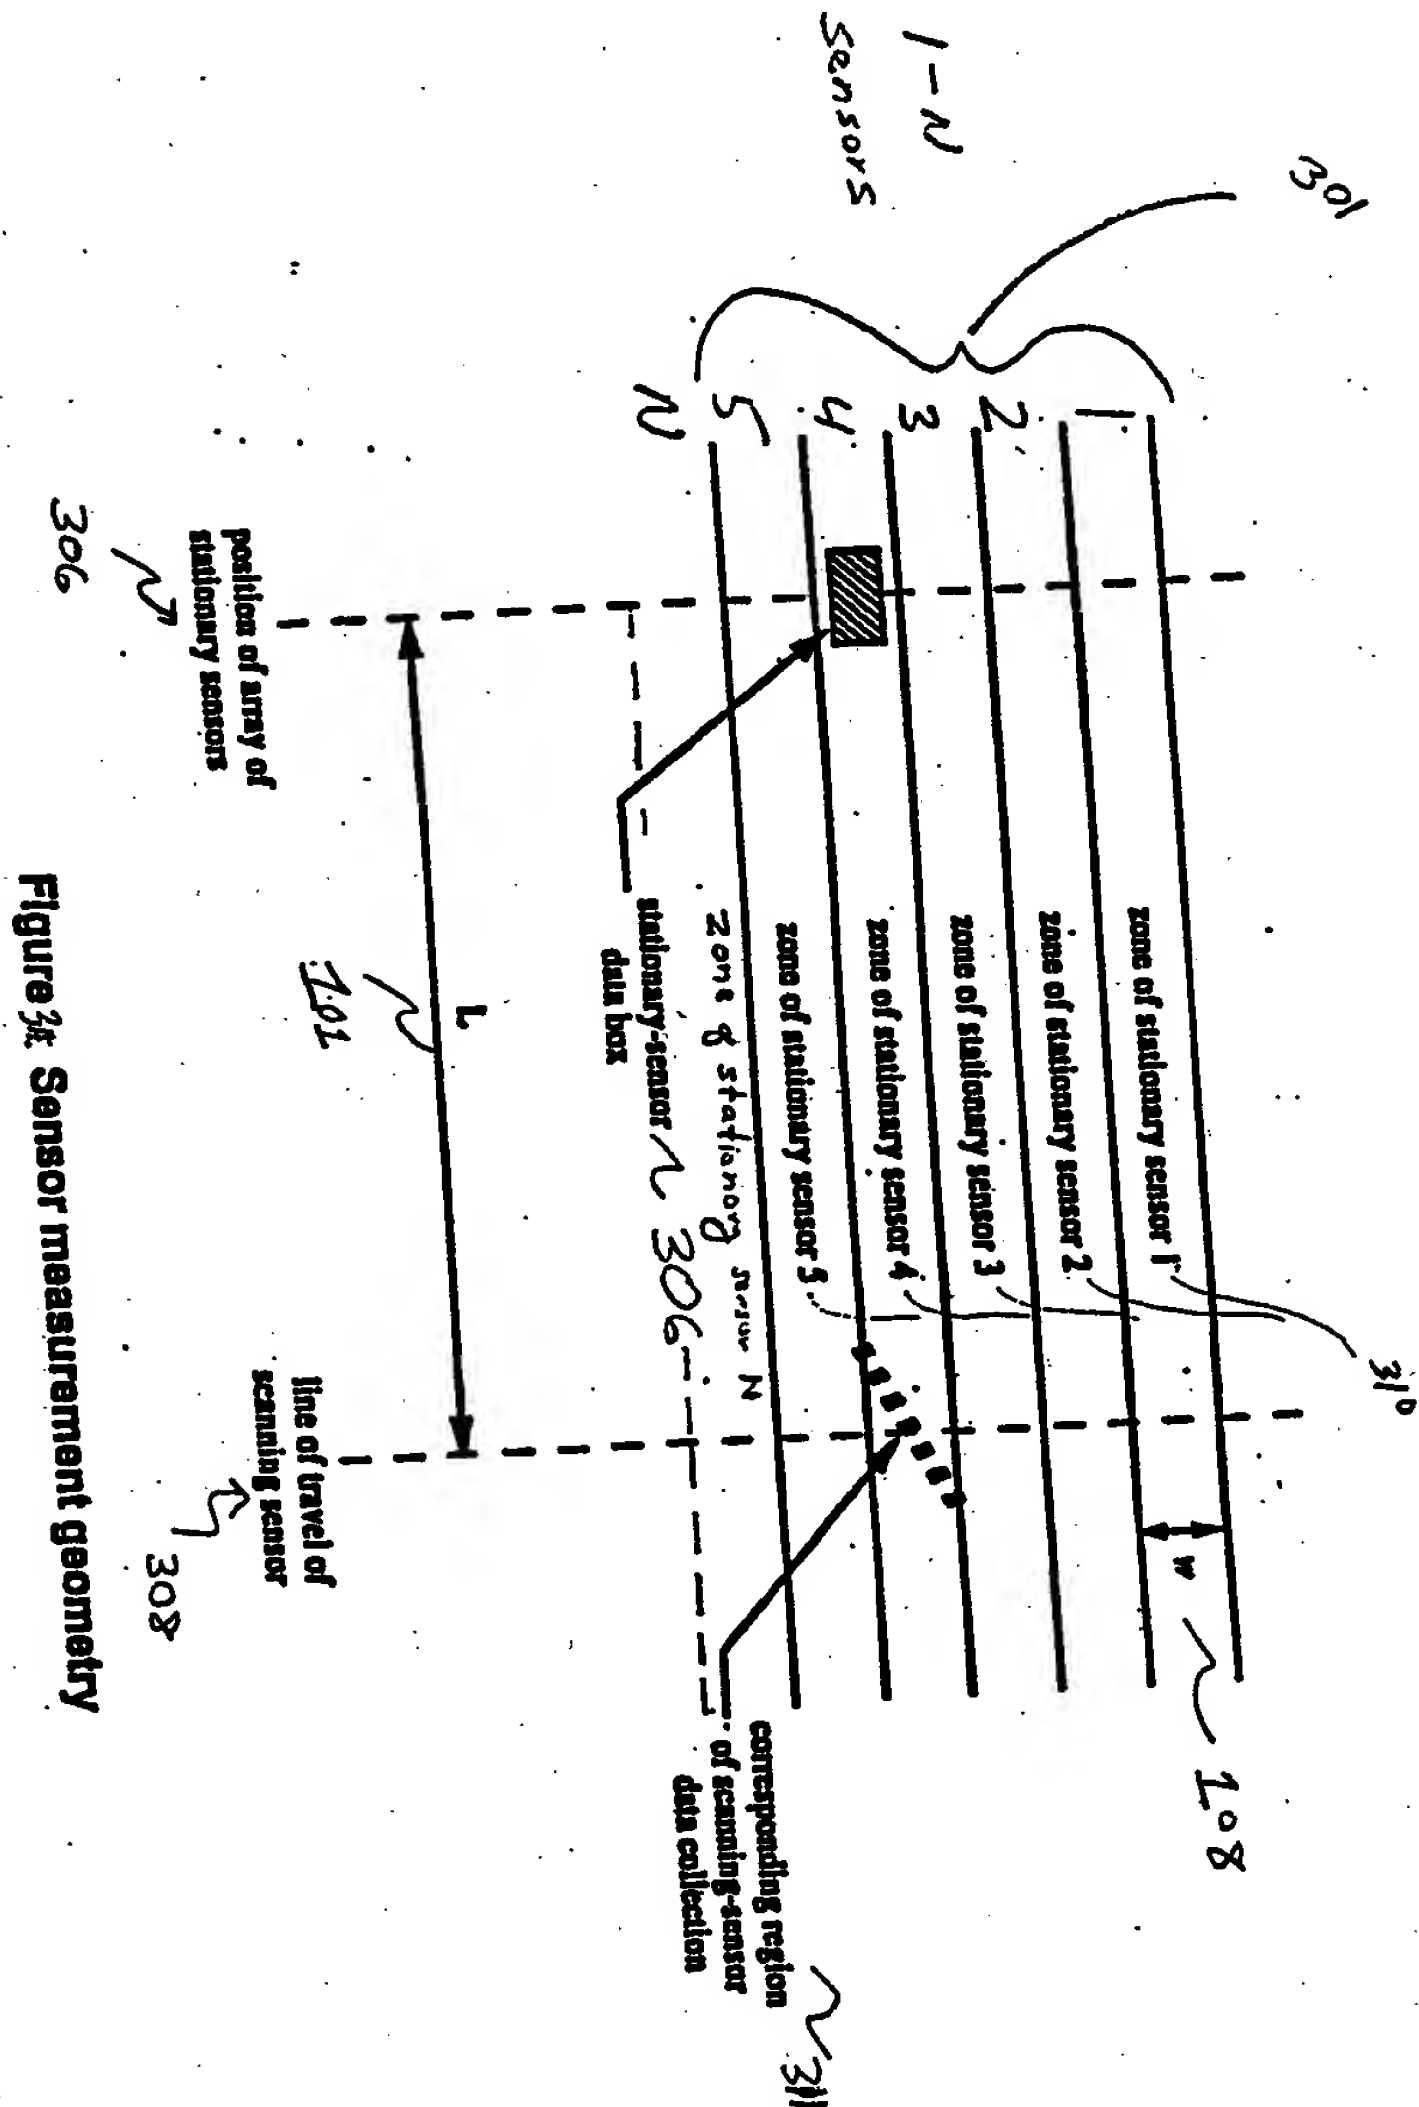 301
1-N
sensors
1
2
3
4
5
N
zone of stationary sensor 1
zone of stationary sensor 2
zone of stationary sensor 3
zone of stationary sensor 4
zone of stationary sensor 5
zone of stationary sensor N
310
w
108
stationary-sensor
data box
306
corresponding region
of scanning-sensor
data collection
311
L
101
position of array of
stationary sensors
306
line of travel of
scanning sensor
308
Figure Sensor measurement geometry